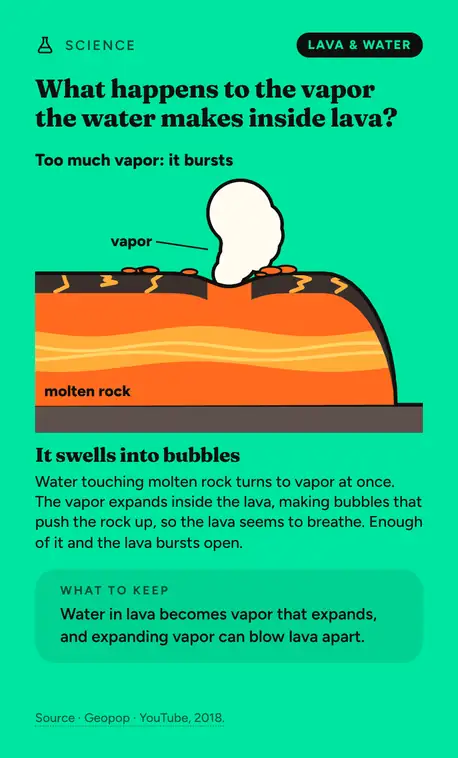 SCIENCE
LAVA & WATER
What happens to the vapor
the water makes inside lava?
Too much vapor: it bursts
vapor
molten rock
It swells into bubbles
Water touching molten rock turns to vapor at once.
The vapor expands inside the lava, making bubbles that
push the rock up, so the lava seems to breathe. Enough
of it and the lava bursts open.
WHAT TO KEEP
Water in lava becomes vapor that expands,
and expanding vapor can blow lava apart.
Source · Geopop · YouTube, 2018.